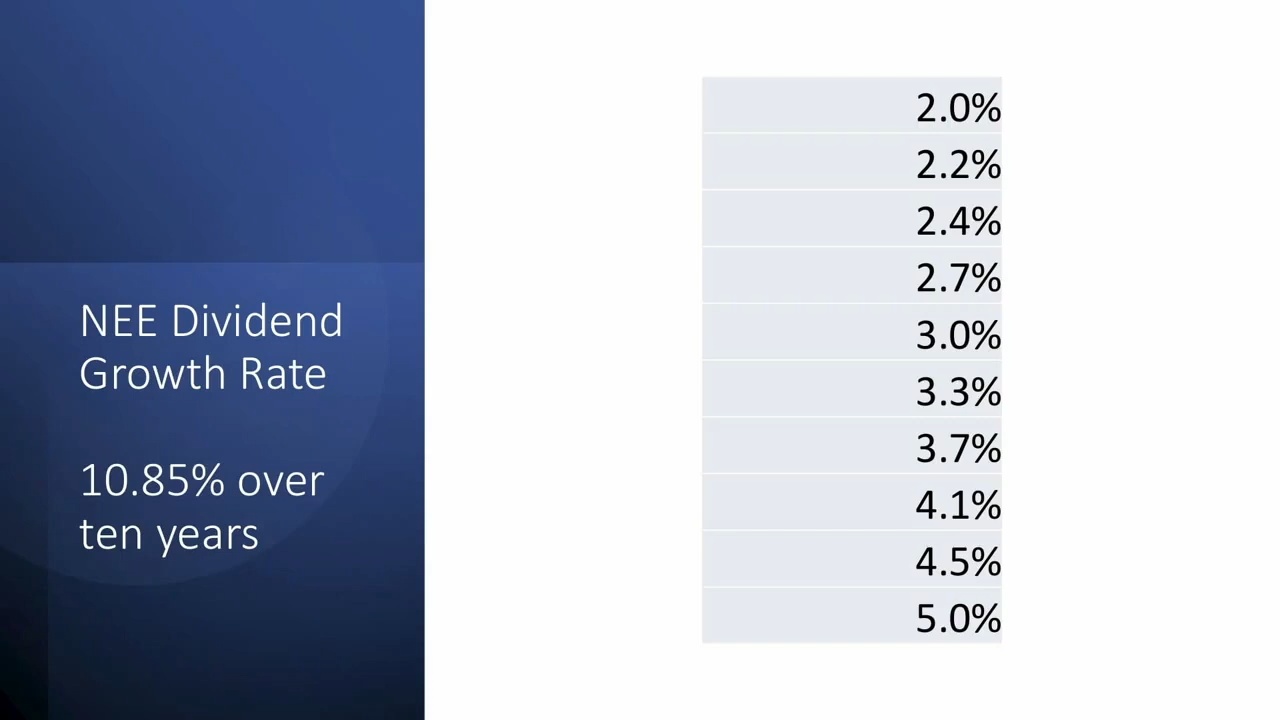 NEE Dividend
Growth Rate
10.85% over
ten years
2.0%
2.2%
2.4%
2.7%
3.0%
3.3%
3.7%
4.1%
4.5%
5.0%